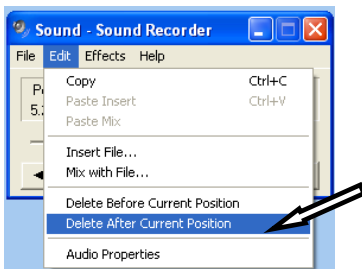 Sound - Sound Recorder
File Edit Effects Help
Copy Ctrl+C
Paste Insert Ctrl+V
Paste Mix
Insert File...
Mix with File...
Delete Before Current Position
Delete After Current Position
Audio Properties